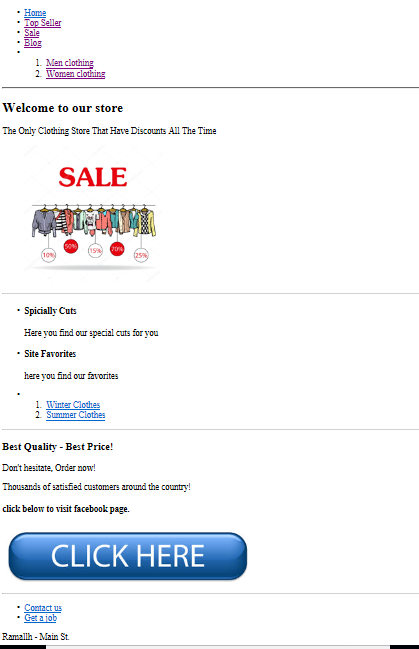 Home
Top Seller
Sale
Blog
1. Men clothing
2. Women clothing
Welcome to our store
The Only Clothing Store That Have Discounts All The Time
SALE
10%
50%
15%
70%
25%
Spicially Cuts
Here you find our special cuts for you
Site Favorites
here you find our favorites
1. Winter Clothes
2. Summer Clothes
Best Quality - Best Price!
Don't hesitate, Order now!
Thousands of satisfied customers around the country!
click below to visit facebook page.
CLICK HERE
Contact us
Get a job
Ramallh - Main St.